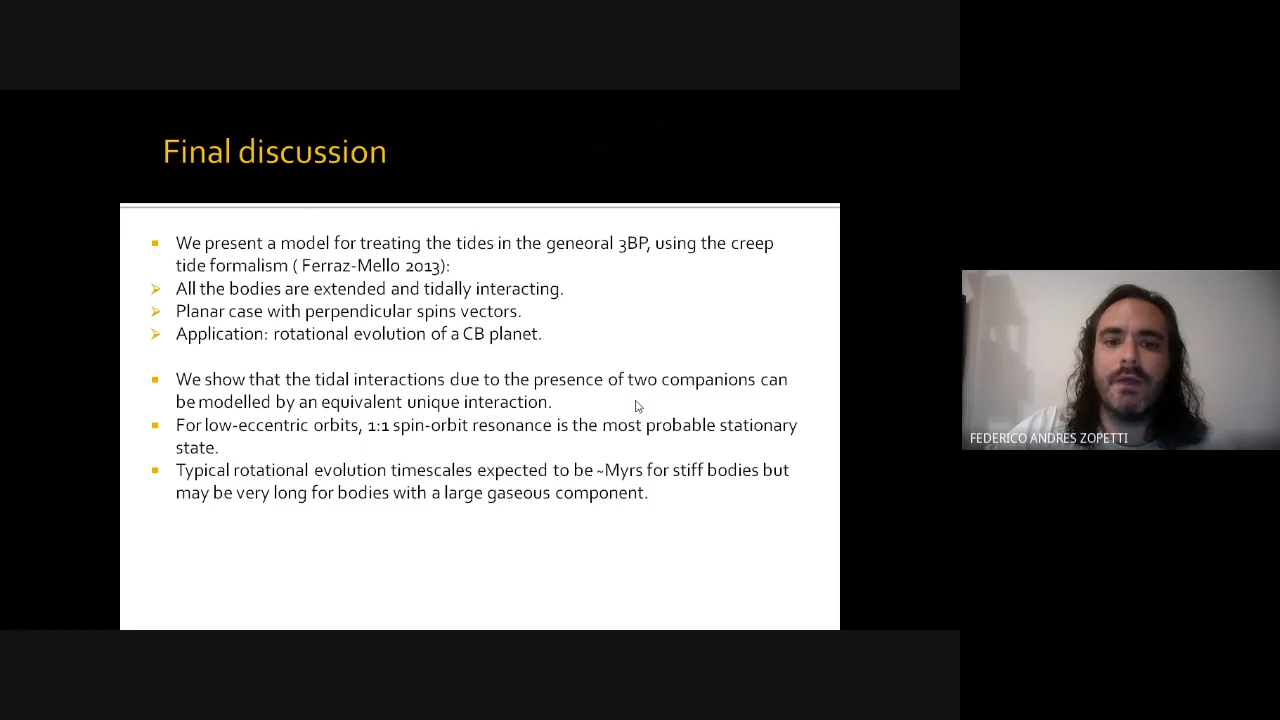 Final discussion
We present a model for treating the tides in the geneoral 3BP, using the creep
tide formalism ( Ferraz-Mello 2013):
All the bodies are extended and tidally interacting.
Planar case with perpendicular spins vectors.
Application: rotational evolution of a CB planet.
We show that the tidal interactions due to the presence of two companions can
be modelled by an equivalent unique interaction.
For low-eccentric orbits, 1:1 spin-orbit resonance is the most probable stationary
state.
Typical rotational evolution timescales expected to be ~Myrs for stiff bodies but
may be very long for bodies with a large gaseous component.
FEDERICO ANDRES ZOPETTI